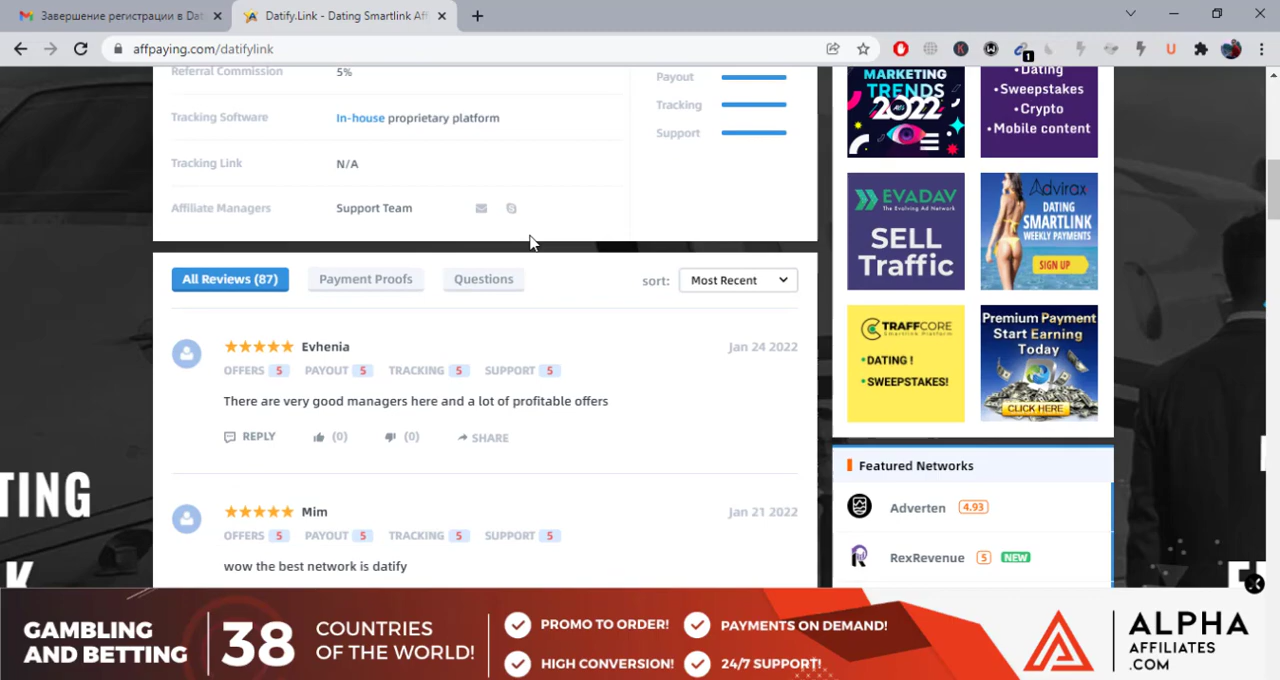 Завершение регистрации в Dat
Datify.Link - Dating Smartlink Aff
affpaying.com/datifylink
1
Referral Commission 5%
Tracking Software In-house proprietary platform
Tracking Link N/A
Affiliate Managers Support Team
Payout
Tracking
Support
MARKETING
TRENDS
2022
•Dating
•Sweepstakes
•Crypto
•Mobile content
EVADAV
The Evolving Ad Network
SELL
Traffic
Advirax
DATING
SMARTLINK
WEEKLY PAYMENTS
SIGN UP
TRAFFCORE
Smartlink Platform
•DATING !
•SWEEPSTAKES!
Premium Payment
Start Earning
Today
CLICK HERE
All Reviews (87) Payment Proofs Questions sort: Most Recent
Evhenia Jan 24 2022
OFFERS 5 PAYOUT 5 TRACKING 5 SUPPORT 5
There are very good managers here and a lot of profitable offers
REPLY (0) (0) SHARE
Mim Jan 21 2022
OFFERS 5 PAYOUT 5 TRACKING 5 SUPPORT 5
wow the best network is datify
Featured Networks
Adverten 4.93
RexRevenue 5 NEW
TING
K
GAMBLING
AND BETTING
38
COUNTRIES
OF THE WORLD!
PROMO TO ORDER!
PAYMENTS ON DEMAND!
HIGH CONVERSION!
24/7 SUPPORT!
ALPHA
AFFILIATES
.COM